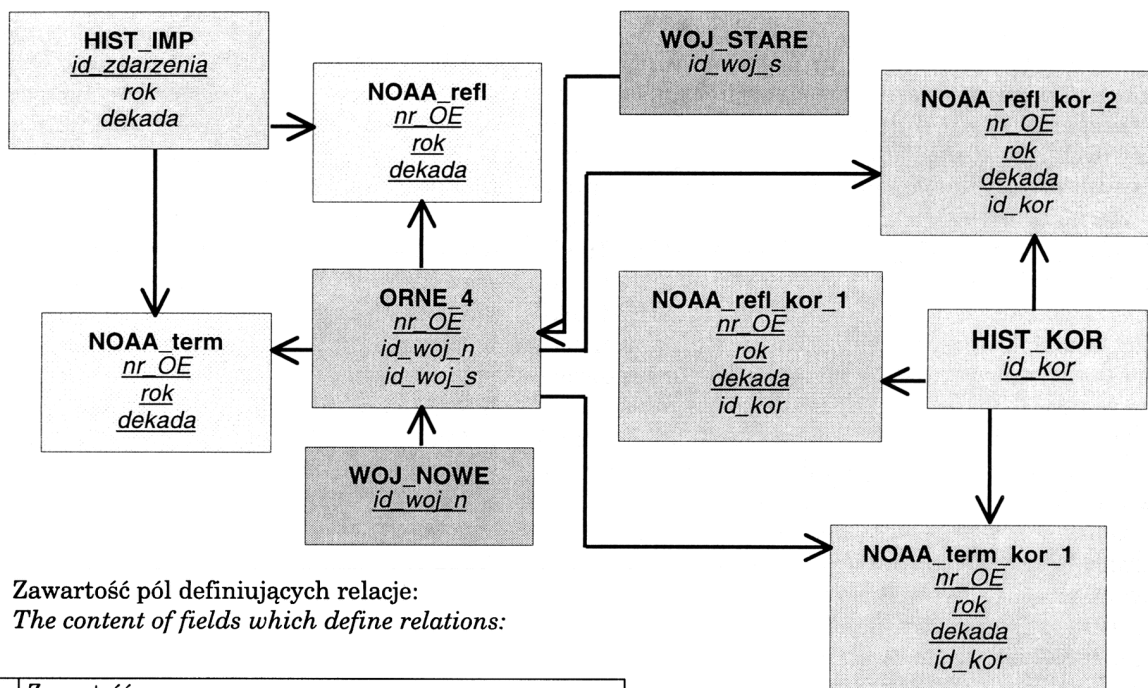 HIST_IMP
id_zdarzenia
rok
dekada
NOAA_refl
nr_OE
rok
dekada
WOJ_STARE
id_woj_s
NOAA_refl_kor_2
nr_OE
rok
dekada
id_kor
NOAA_term
nr_OE
rok
dekada
ORNE_4
nr_OE
id_woj_n
id_woj_s
NOAA_refl_kor_1
nr_OE
rok
dekada
id_kor
HIST_KOR
id_kor
WOJ_NOWE
id_woj_n
NOAA_term_kor_1
nr_OE
rok
dekada
id_kor
Zawartość pól definiujących relacje:
The content of fields which define relations:
Zawartość